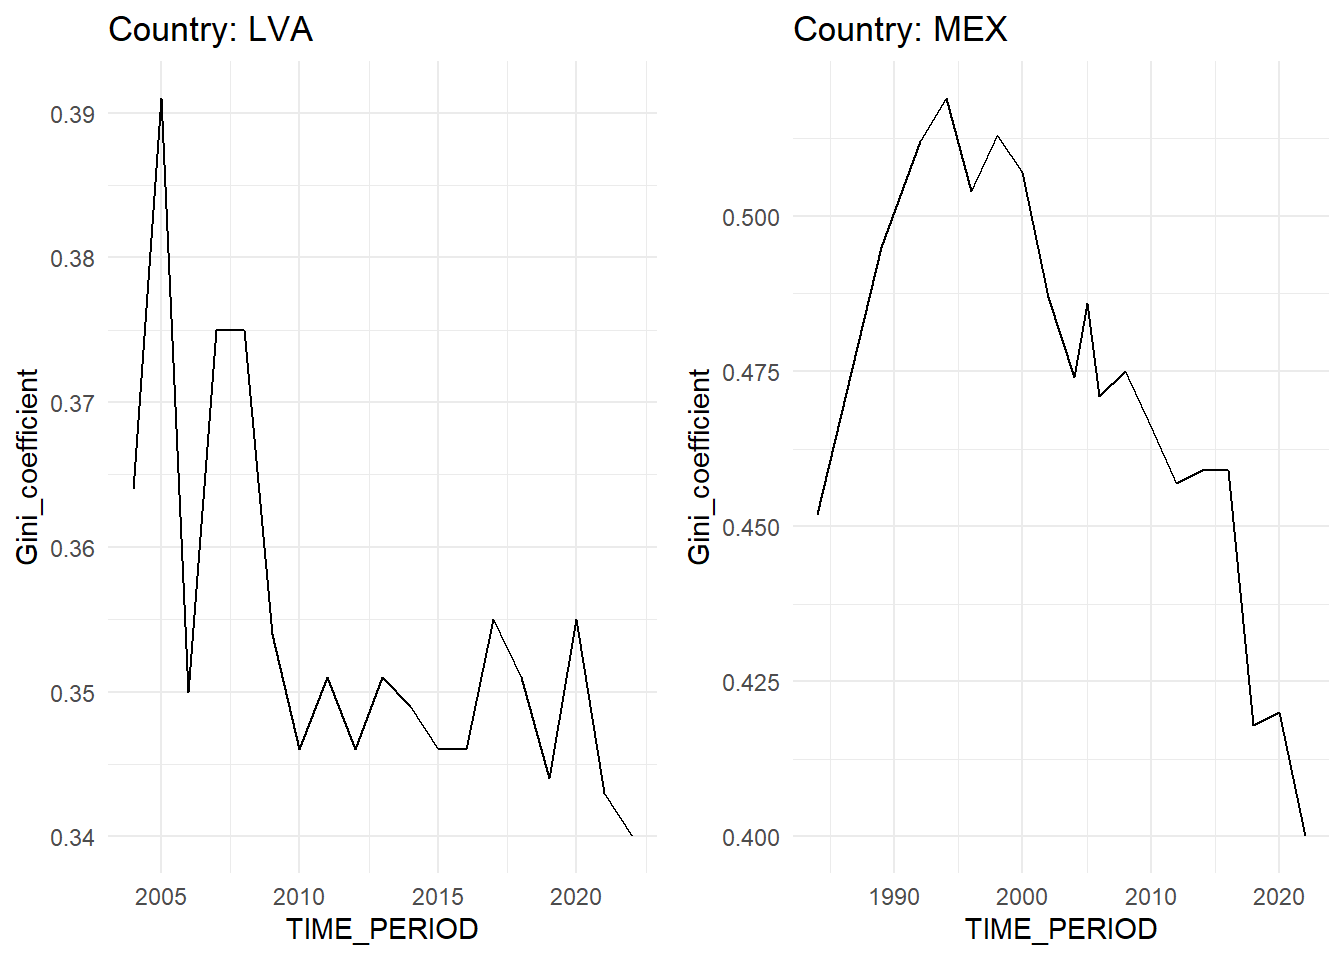 Country: LVA
Gini_coefficient
0.39
0.38
0.37
0.36
0.35
0.34
2005 2010 2015 2020
TIME_PERIOD
Country: MEX
Gini_coefficient
0.500
0.475
0.450
0.425
0.400
1990 2000 2010 2020
TIME_PERIOD